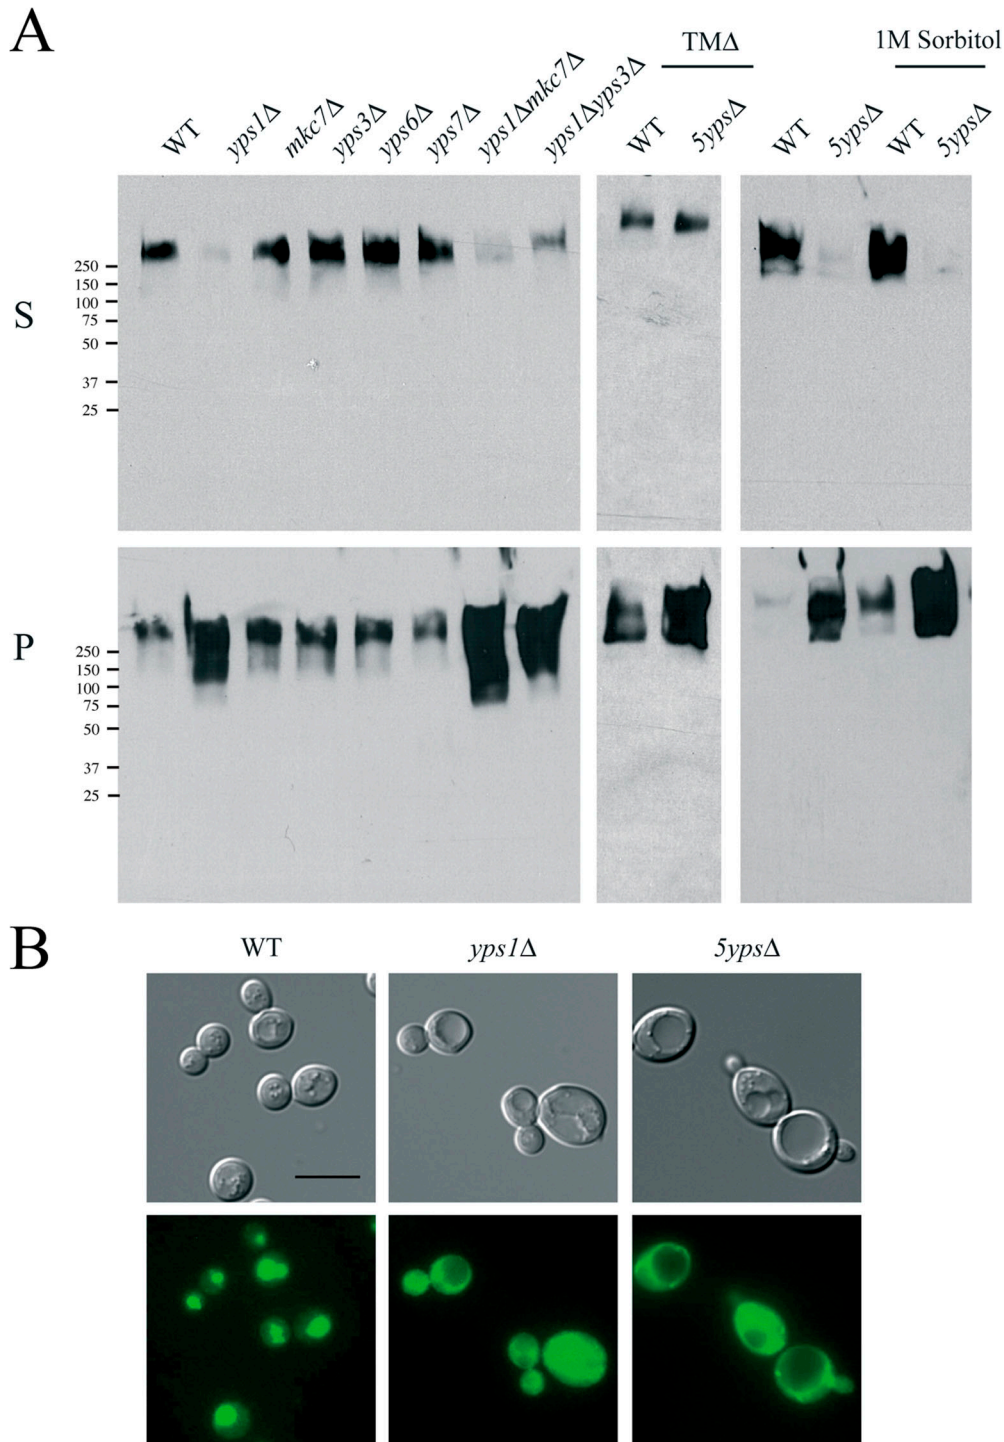 A
TMΔ
1M Sorbitol
WT
yps1Δ
mkc7Δ
yps3Δ
yps6Δ
yps7Δ
yps1Δmkc7Δ
yps1Δyps3Δ
WT
5ypsΔ
WT
5ypsΔ
WT
5ypsΔ
S
250
150
100
75
50
37
25
P
250
150
100
75
50
37
25
B
WT
yps1Δ
5ypsΔ